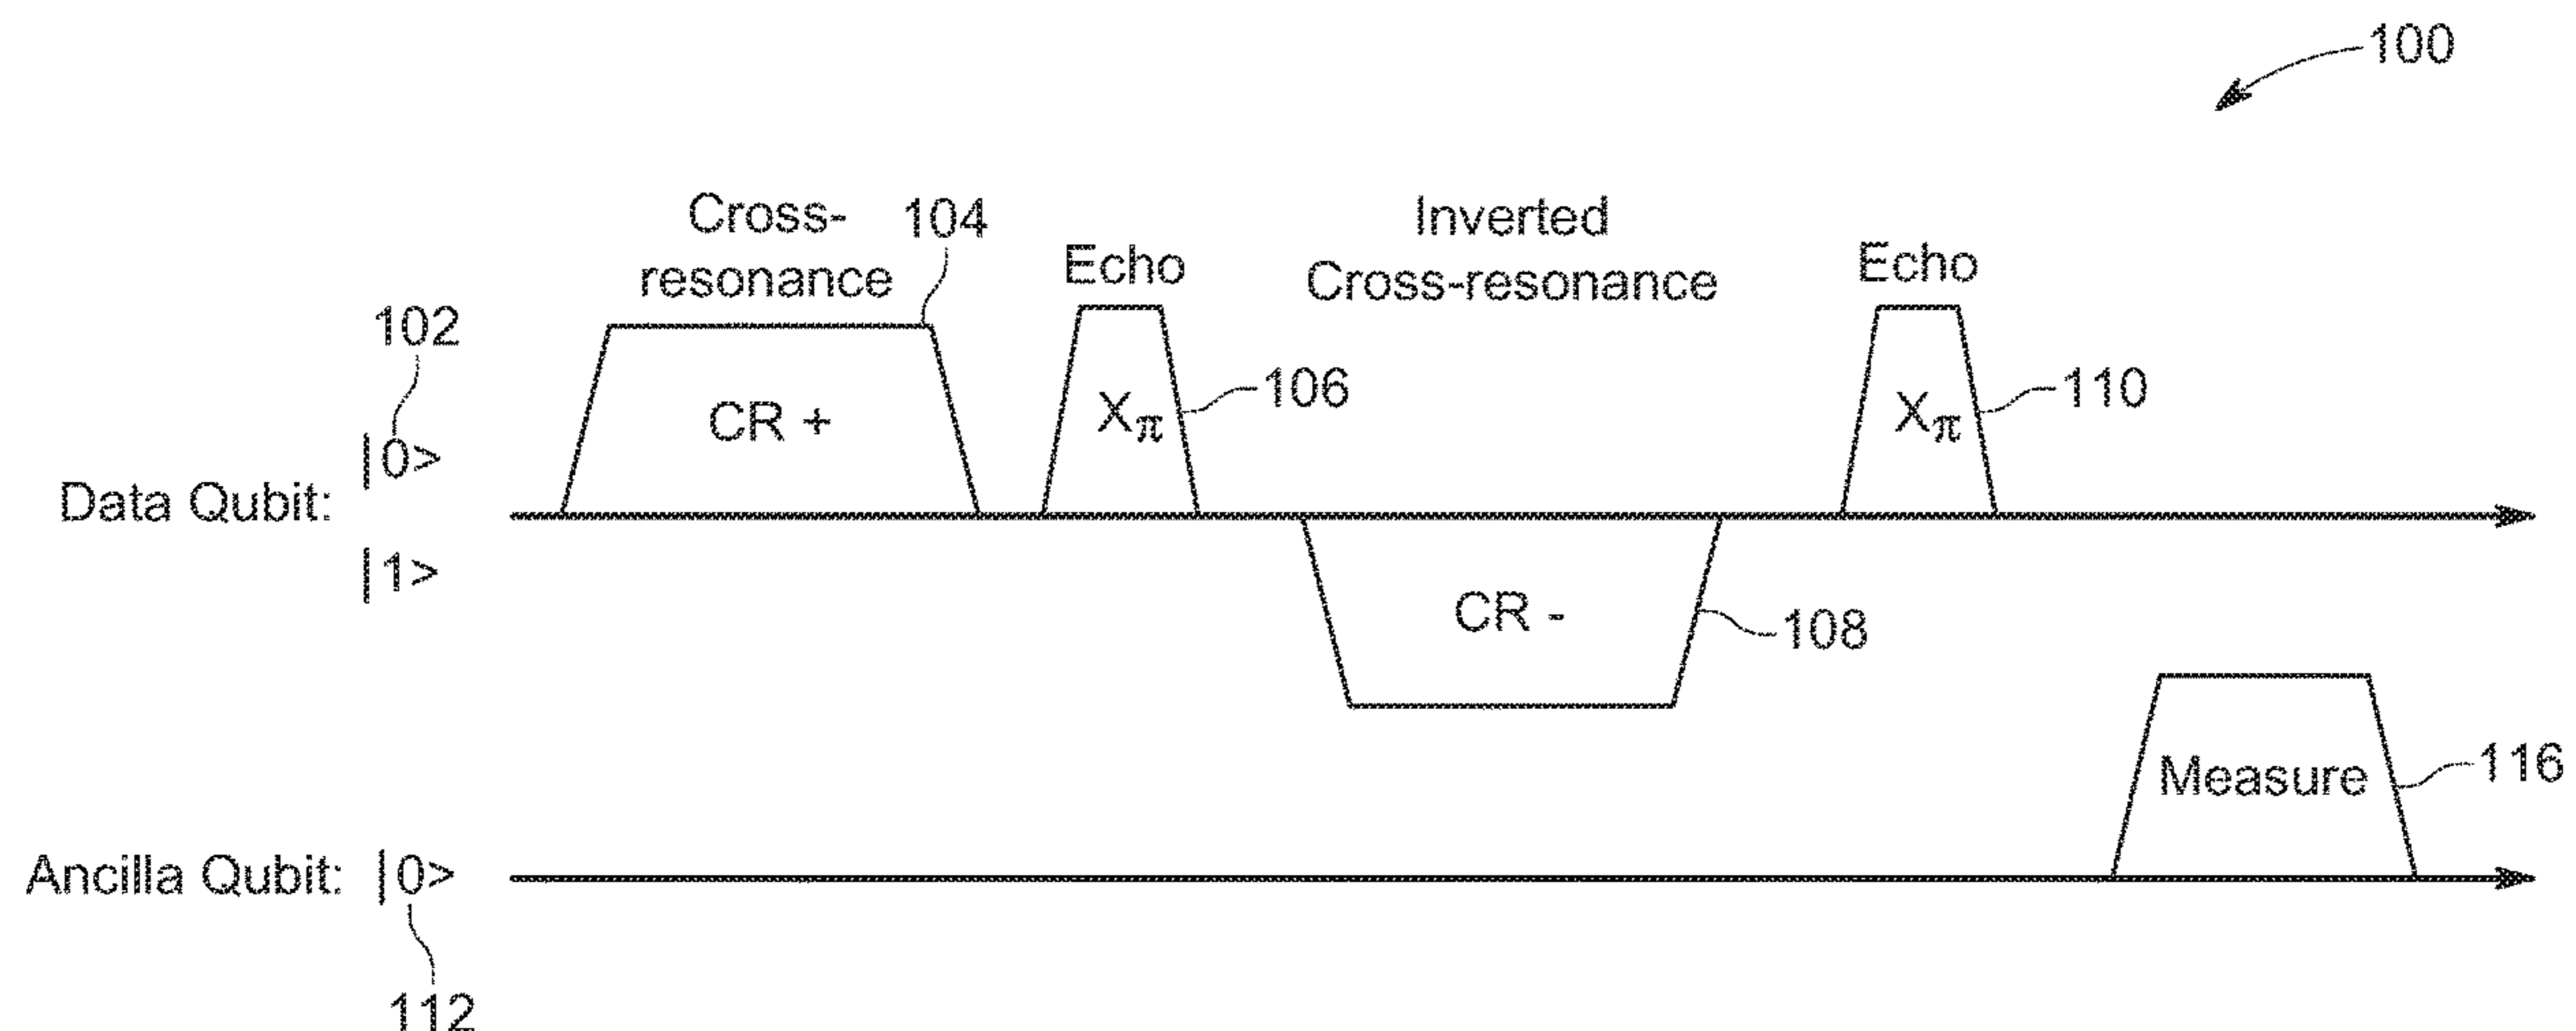 100
Cross-
resonance
104
Echo
Inverted
Cross-resonance
Echo
102
CR +
Xπ
106
Xπ
110
Data Qubit:
|0>
|1>
CR -
108
Measure
116
Ancilla Qubit: |0>
112